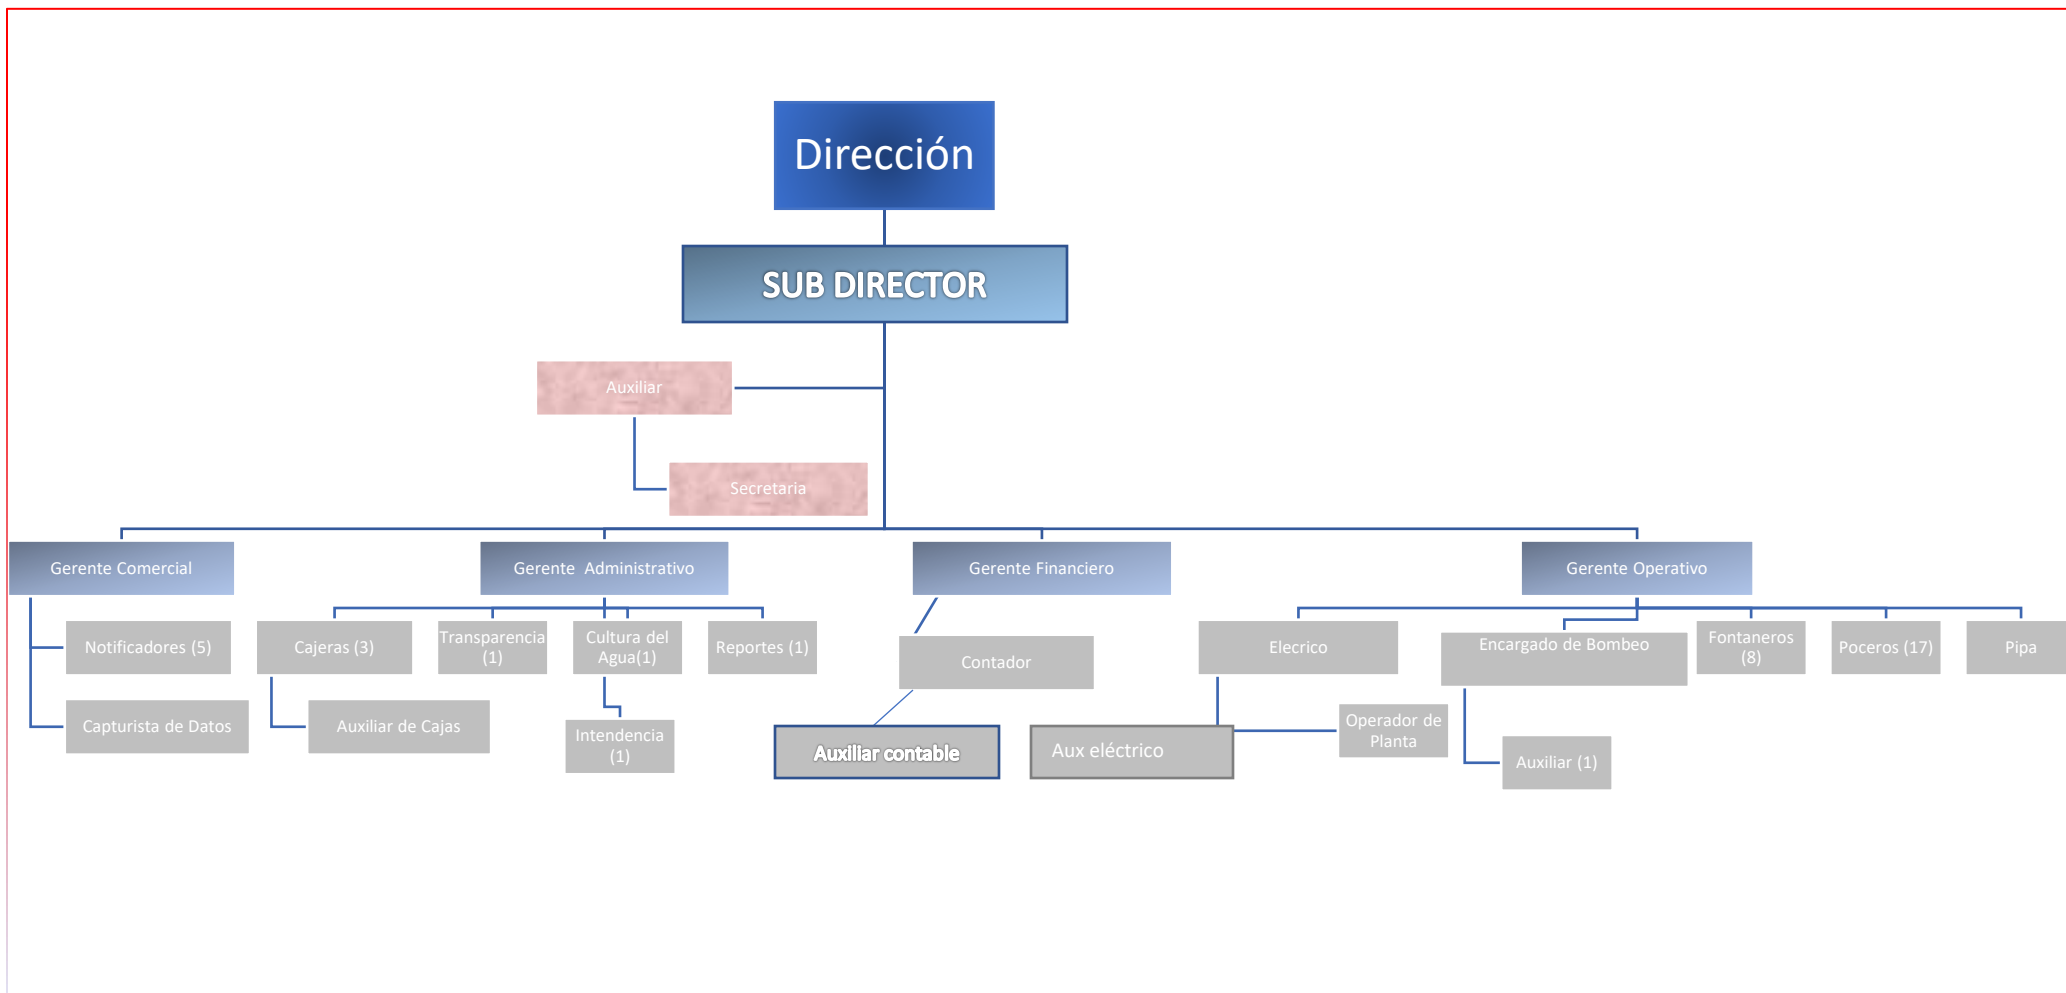 Dirección
SUB DIRECTOR
Auxiliar
Secretaria
Gerente Comercial
Gerente  Administrativo
Gerente Financiero
Gerente Operativo
Notificadores (5)
Cajeras (3)
Transparencia
(1)
Cultura del
Agua(1)
Reportes (1)
Contador
Elecrico
Encargado de Bombeo
Fontaneros
(8)
Poceros (17)
Pipa
Capturista de Datos
Auxiliar de Cajas
Intendencia
(1)
Auxiliar contable
Aux eléctrico
Operador de
Planta
Auxiliar (1)